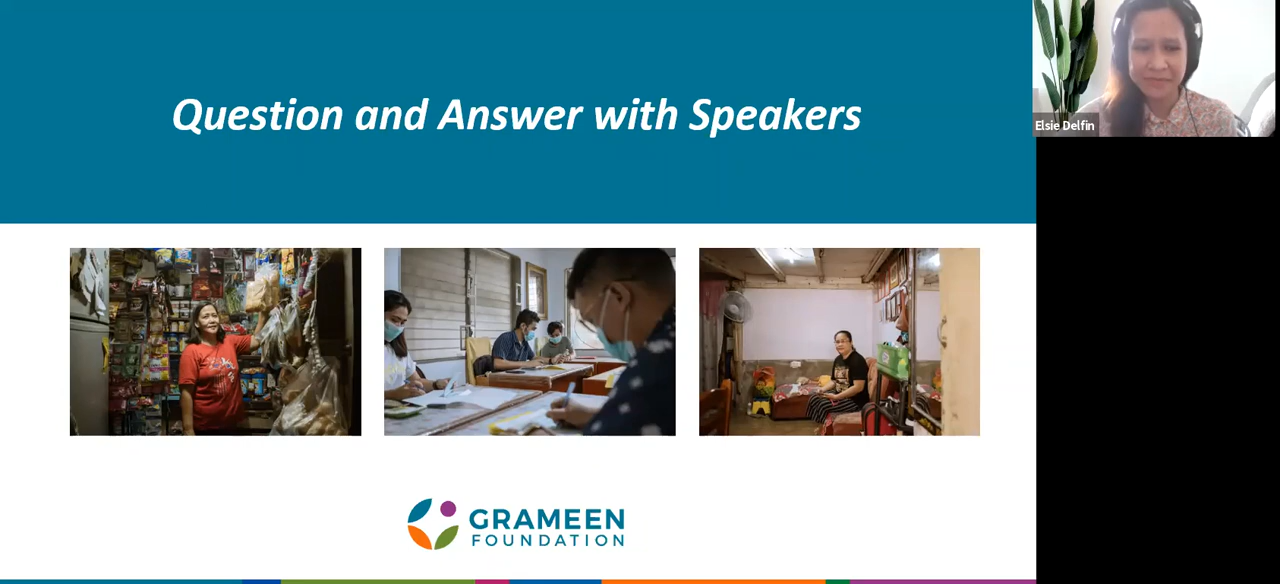 Question and Answer with Speakers
Elsie Delfin
GRAMEEN
FOUNDATION